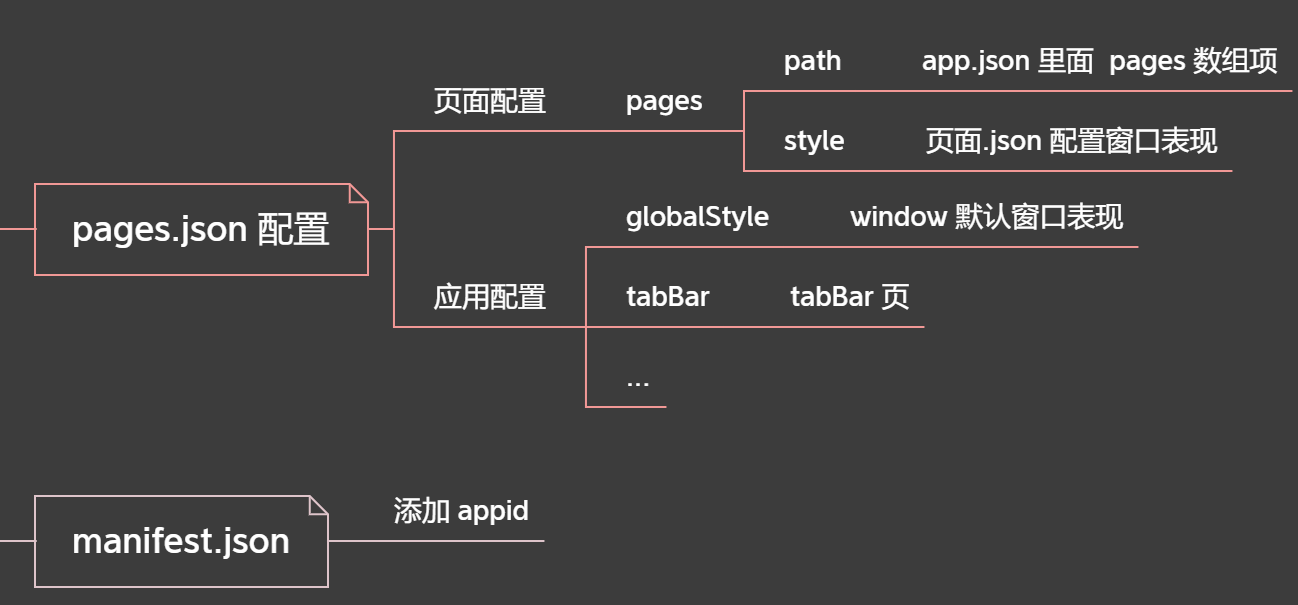 path app.json 里面 pages 数组项
页面配置 pages
style 页面.json 配置窗口表现
pages.json 配置
globalStyle window 默认窗口表现
应用配置 tabBar tabBar 页
...
添加 appid
manifest.json